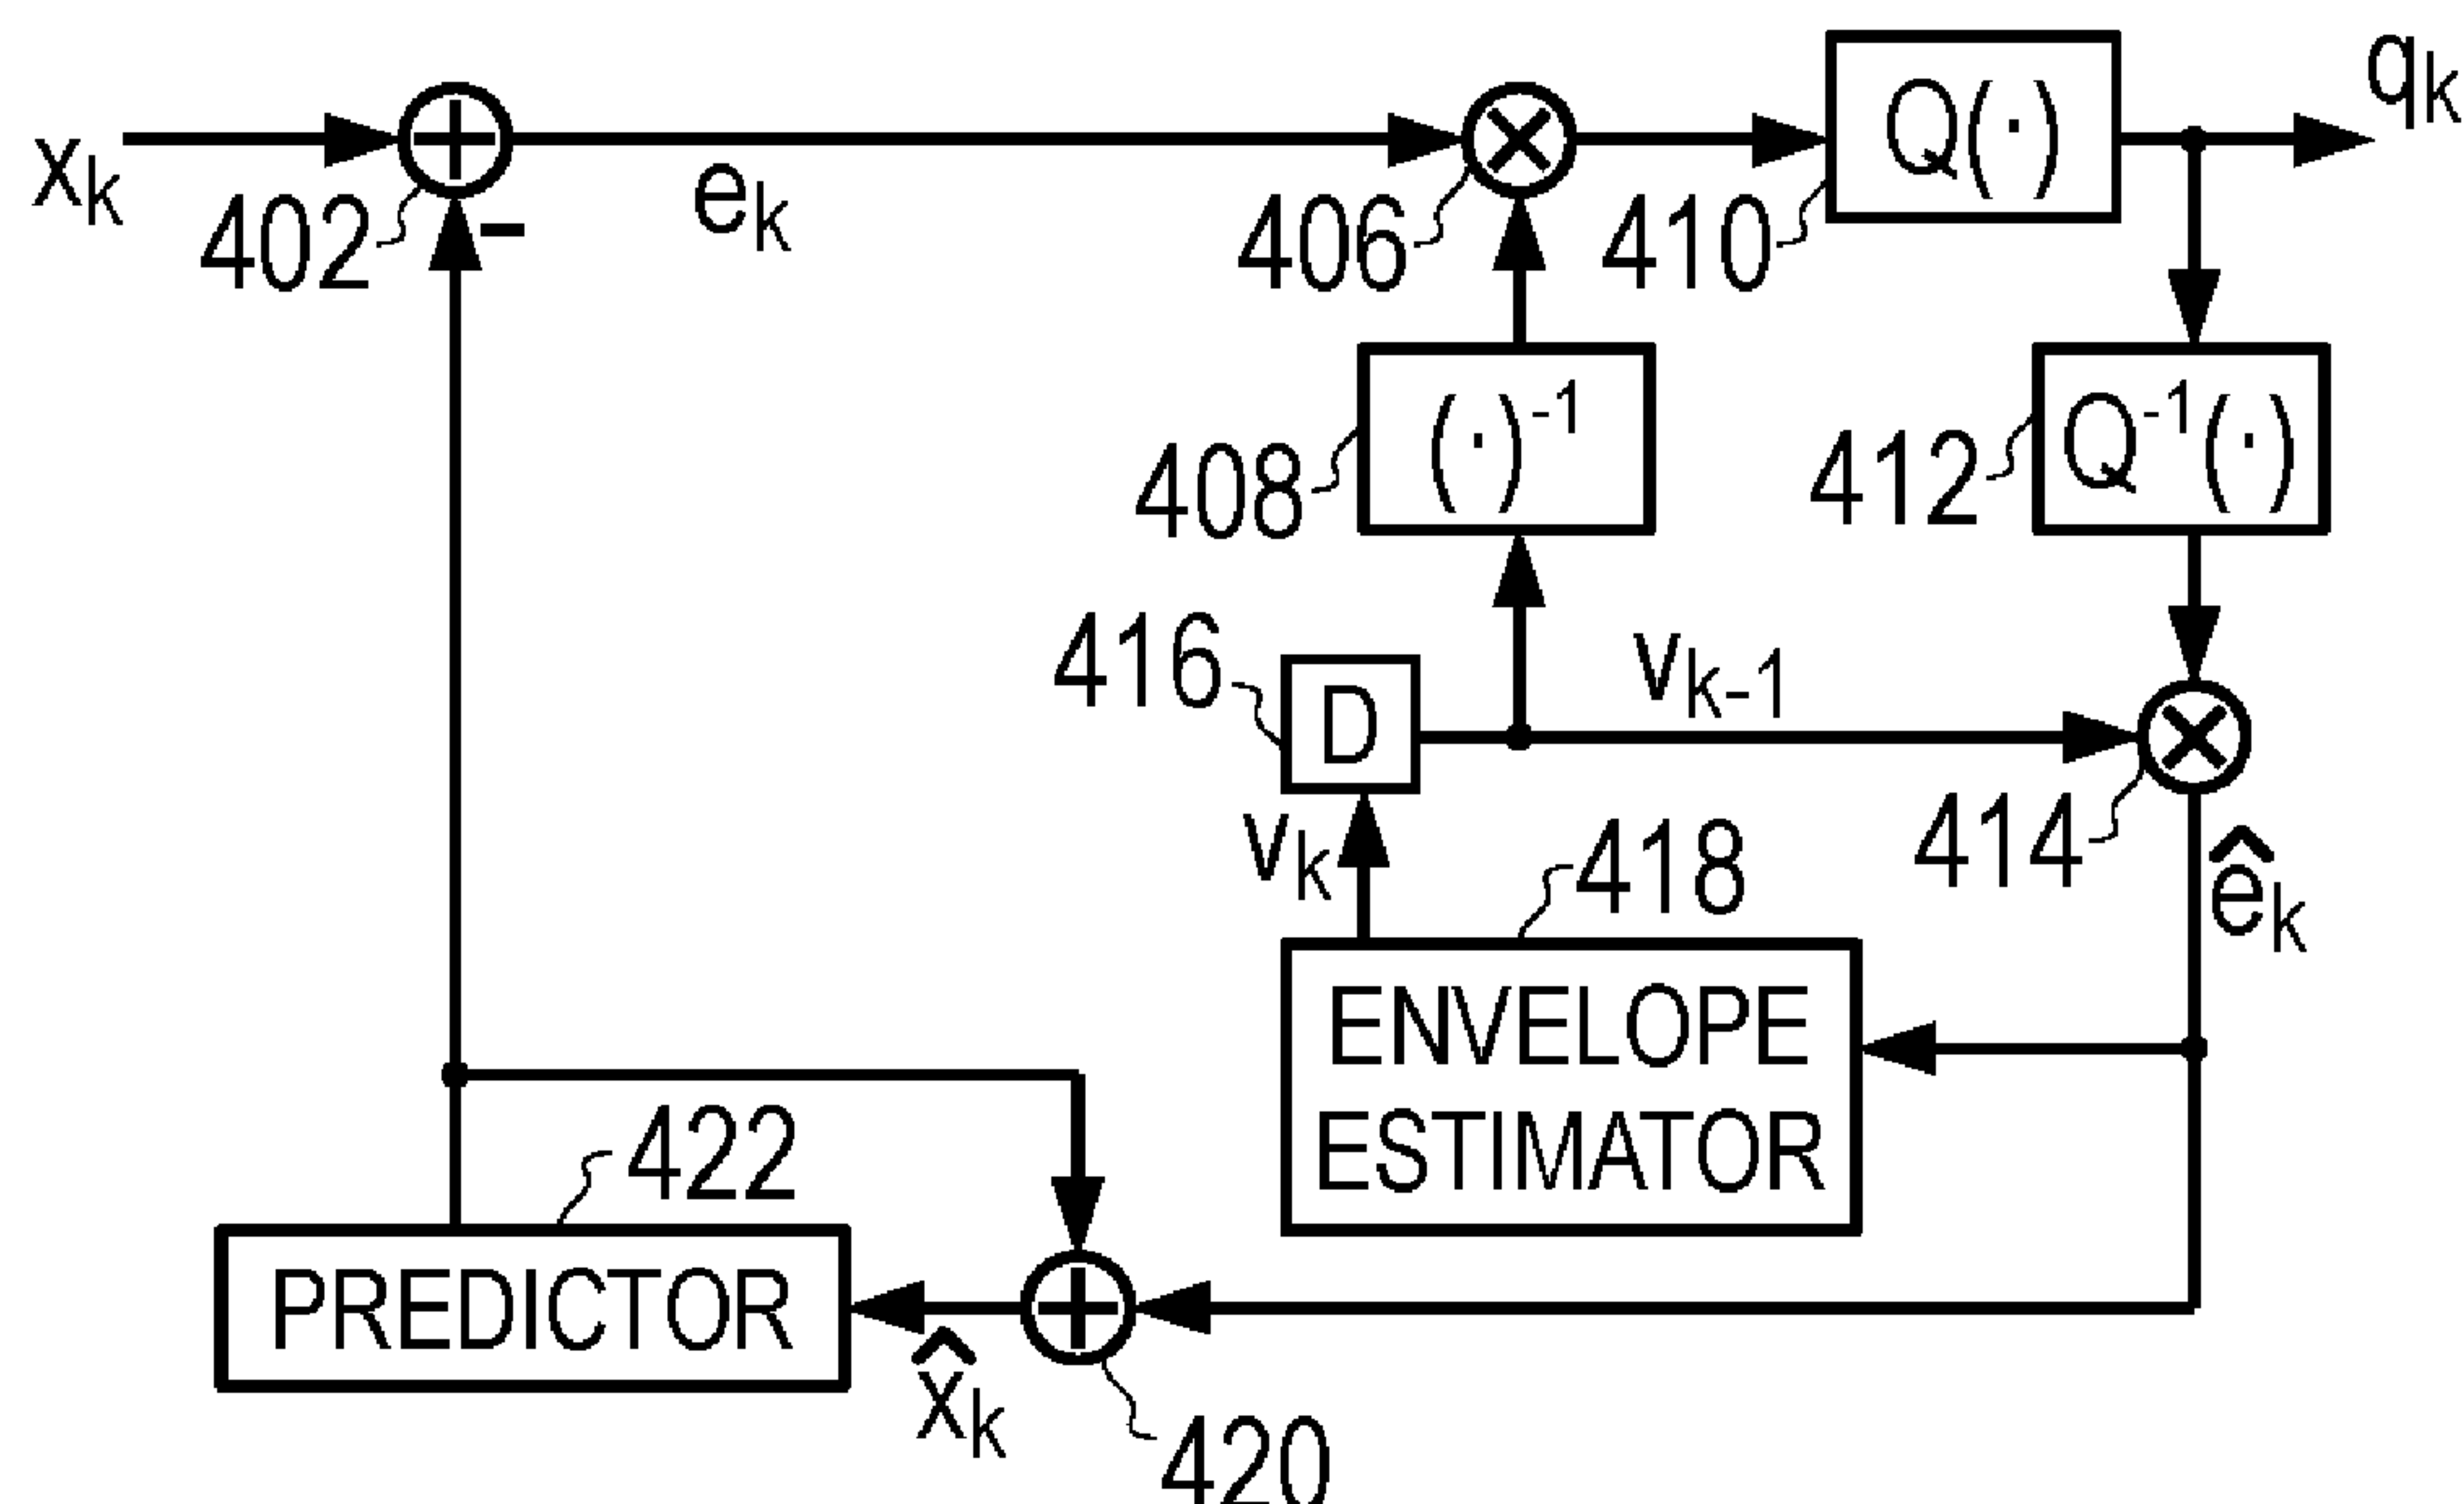 x_k
402
-
e_k
406
410
Q(·)
q_k
408
(·)^-1
412
Q^-1(·)
416
D
v_k-1
v_k
418
414
ê_k
ENVELOPE
ESTIMATOR
422
PREDICTOR
x̂_k
420